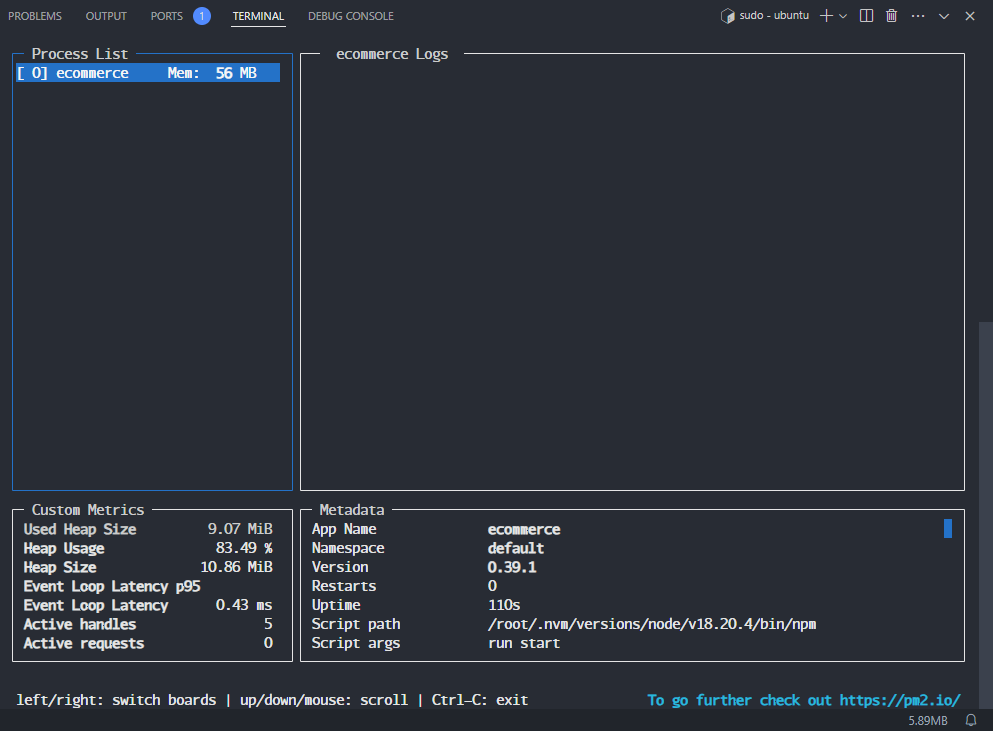 PROBLEMS OUTPUT PORTS 1 TERMINAL DEBUG CONSOLE sudo - ubuntu
Process List
[ 0] ecommerce Mem: 56 MB
ecommerce Logs
Custom Metrics
Used Heap Size 9.07 MiB
Heap Usage 83.49 %
Heap Size 10.86 MiB
Event Loop Latency p95
Event Loop Latency 0.43 ms
Active handles 5
Active requests 0
Metadata
App Name ecommerce
Namespace default
Version 0.39.1
Restarts 0
Uptime 110s
Script path /root/.nvm/versions/node/v18.20.4/bin/npm
Script args run start
left/right: switch boards | up/down/mouse: scroll | Ctrl-C: exit To go further check out https://pm2.io/
5.89MB